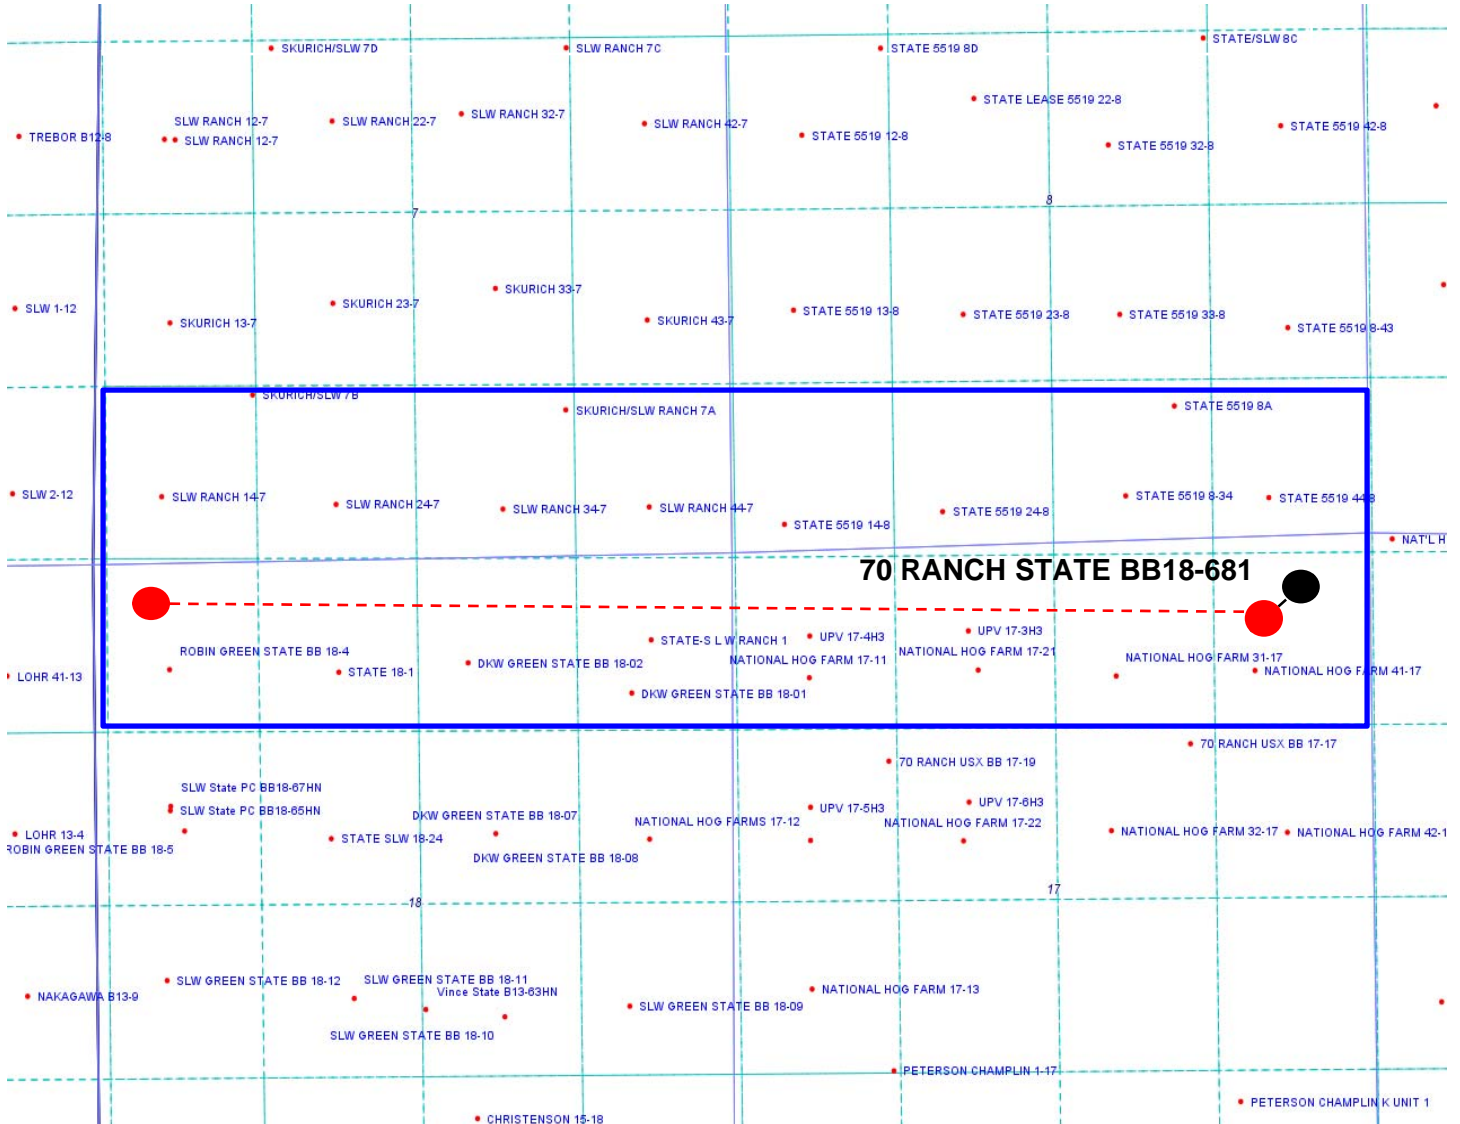 STATE/SLW 8C
SKURICH/SLW 7D
SLW RANCH 7C
STATE 5519 8D
STATE LEASE 5519 22-8
SLW RANCH 12-7
SLW RANCH 22-7
SLW RANCH 32-7
SLW RANCH 42-7
STATE 5519 42-8
TREBOR B12-8
SLW RANCH 12-7
STATE 5519 12-8
STATE 5519 32-8
7
8
SKURICH 33-7
SLW 1-12
SKURICH 23-7
STATE 5519 13-8
STATE 5519 23-8
STATE 5519 33-8
SKURICH 13-7
SKURICH 43-7
STATE 5519 8-43
SKURICH/SLW 7B
SKURICH/SLW RANCH 7A
STATE 5519 8A
SLW 2-12
SLW RANCH 14-7
SLW RANCH 24-7
SLW RANCH 34-7
SLW RANCH 44-7
STATE 5519 14-8
STATE 5519 24-8
STATE 5519 8-34
STATE 5519 44-8
NAT'L H
70 RANCH STATE BB18-681
ROBIN GREEN STATE BB 18-4
STATE-S L W RANCH 1
UPV 17-4H3
UPV 17-3H3
LOHR 41-13
STATE 18-1
DKW GREEN STATE BB 18-02
NATIONAL HOG FARM 17-11
NATIONAL HOG FARM 17-21
NATIONAL HOG FARM 31-17
NATIONAL HOG FARM 41-17
DKW GREEN STATE BB 18-01
70 RANCH USX BB 17-17
70 RANCH USX BB 17-19
SLW State PC BB18-67HN
SLW State PC BB18-65HN
DKW GREEN STATE BB 18-07
NATIONAL HOG FARMS 17-12
UPV 17-5H3
UPV 17-6H3
NATIONAL HOG FARM 17-22
LOHR 13-4
ROBIN GREEN STATE BB 18-5
STATE SLW 18-24
DKW GREEN STATE BB 18-08
NATIONAL HOG FARM 32-17
NATIONAL HOG FARM 42-1
18
17
NAKAGAWA B13-9
SLW GREEN STATE BB 18-12
SLW GREEN STATE BB 18-11
Vince State B13-63HN
SLW GREEN STATE BB 18-10
SLW GREEN STATE BB 18-09
NATIONAL HOG FARM 17-13
PETERSON CHAMPLIN 1-17
CHRISTENSON 15-18
PETERSON CHAMPLIN K UNIT 1